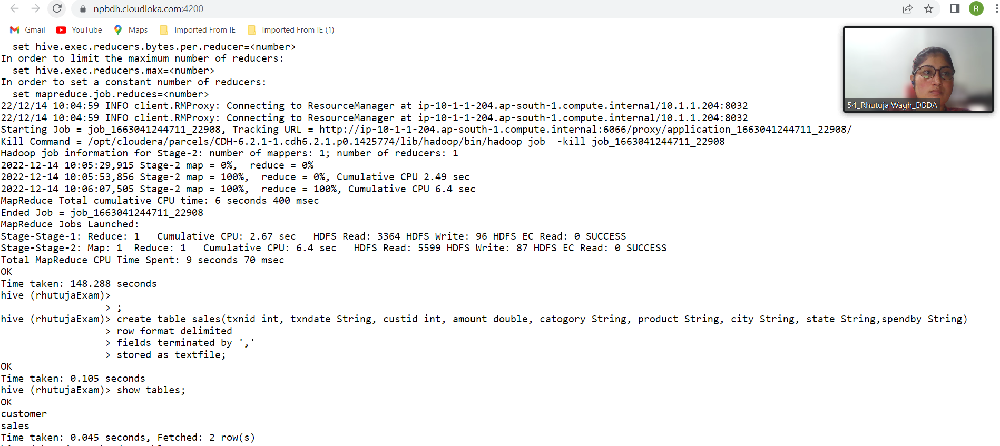 npbdh.cloudloka.com:4200
R
Gmail YouTube Maps Imported From IE Imported From IE (1)
set hive.exec.reducers.bytes.per.reducer=<number>
In order to limit the maximum number of reducers:
set hive.exec.reducers.max=<number>
In order to set a constant number of reducers:
set mapreduce.job.reduces=<number>
54_Rhutuja Wagh_DBDA
22/12/14 10:04:59 INFO client.RMProxy: Connecting to ResourceManager at ip-10-1-1-204.ap-south-1.compute.internal/10.1.1.204:8032
22/12/14 10:04:59 INFO client.RMProxy: Connecting to ResourceManager at ip-10-1-1-204.ap-south-1.compute.internal/10.1.1.204:8032
Starting Job = job_1663041244711_22908, Tracking URL = http://ip-10-1-1-204.ap-south-1.compute.internal:6066/proxy/application_1663041244711_22908/
Kill Command = /opt/cloudera/parcels/CDH-6.2.1-1.cdh6.2.1.p0.1425774/lib/hadoop/bin/hadoop job  -kill job_1663041244711_22908
Hadoop job information for Stage-2: number of mappers: 1; number of reducers: 1
2022-12-14 10:05:29,915 Stage-2 map = 0%,  reduce = 0%
2022-12-14 10:05:53,856 Stage-2 map = 100%,  reduce = 0%, Cumulative CPU 2.49 sec
2022-12-14 10:06:07,505 Stage-2 map = 100%,  reduce = 100%, Cumulative CPU 6.4 sec
MapReduce Total cumulative CPU time: 6 seconds 400 msec
Ended Job = job_1663041244711_22908
MapReduce Jobs Launched:
Stage-Stage-1: Reduce: 1   Cumulative CPU: 2.67 sec   HDFS Read: 3364 HDFS Write: 96 HDFS EC Read: 0 SUCCESS
Stage-Stage-2: Map: 1  Reduce: 1   Cumulative CPU: 6.4 sec   HDFS Read: 5599 HDFS Write: 87 HDFS EC Read: 0 SUCCESS
Total MapReduce CPU Time Spent: 9 seconds 70 msec
OK
Time taken: 148.288 seconds
hive (rhutujaExam)>
> ;
hive (rhutujaExam)> create table sales(txnid int, txndate String, custid int, amount double, catogory String, product String, city String, state String,spendby String)
> row format delimited
> fields terminated by ','
> stored as textfile;
OK
Time taken: 0.105 seconds
hive (rhutujaExam)> show tables;
OK
customer
sales
Time taken: 0.045 seconds, Fetched: 2 row(s)